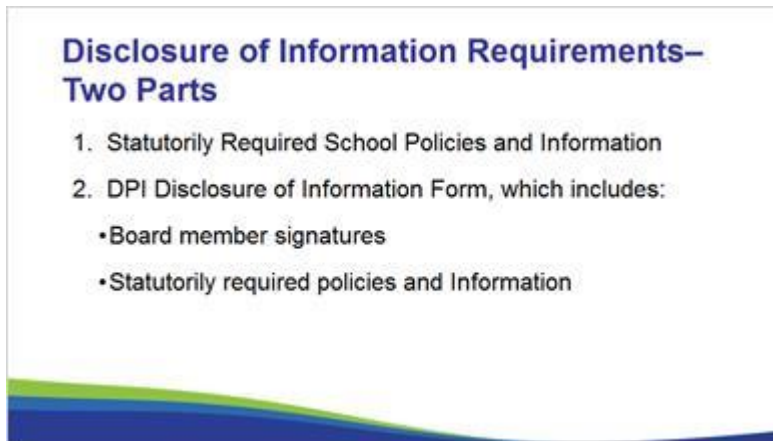 Disclosure of Information Requirements–
Two Parts
1. Statutorily Required School Policies and Information
2. DPI Disclosure of Information Form, which includes:
•Board member signatures
•Statutorily required policies and Information